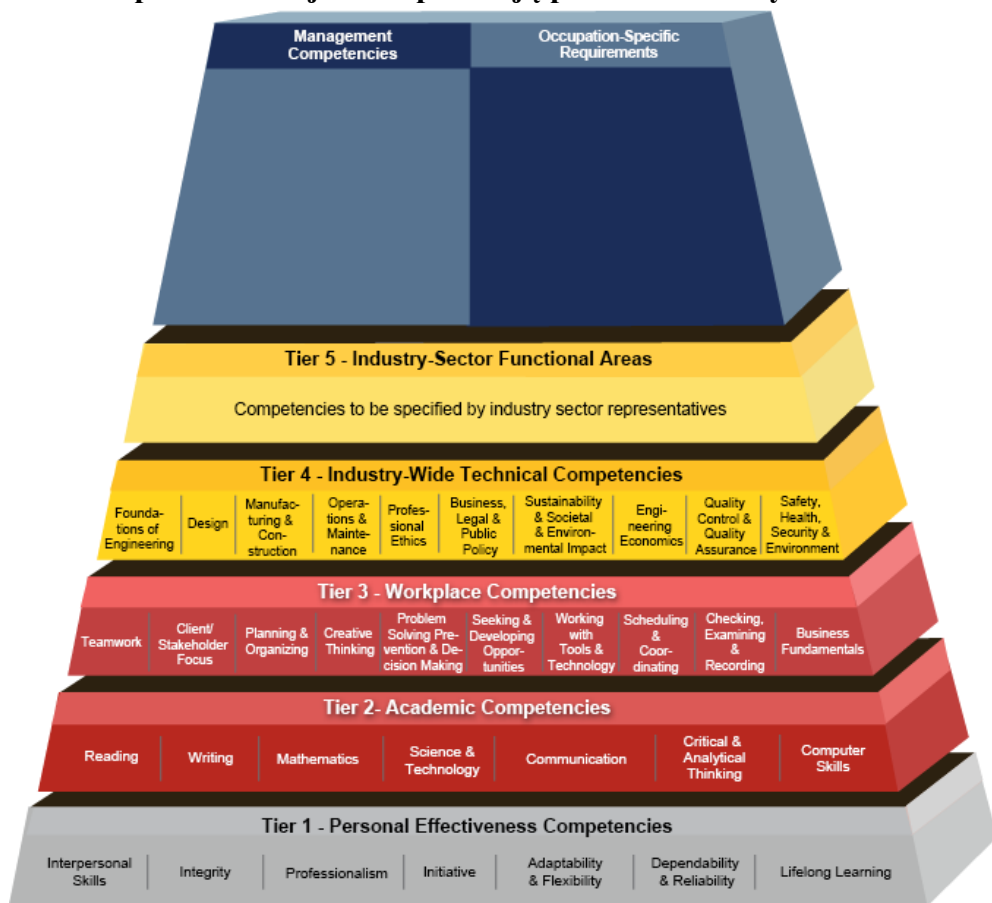 Management
Competencies
Occupation-Specific
Requirements
Tier 5 - Industry-Sector Functional Areas
Competencies to be specified by industry sector representatives
Tier 4 - Industry-Wide Technical Competencies
Founda-
tions of
Engineering
Design
Manufac-
turing &
Con-
struction
Opera-
tions &
Mainte-
nance
Profes-
sional
Ethics
Business,
Legal &
Public
Policy
Sustainability
& Societal
& Environ-
mental Impact
Engi-
neering
Economics
Quality
Control &
Quality
Assurance
Safety,
Health,
Security &
Environment
Tier 3 - Workplace Competencies
Teamwork
Client/
Stakeholder
Focus
Planning &
Organizing
Creative
Thinking
Problem
Solving Pre-
vention & De-
cision Making
Seeking &
Developing
Oppor-
tunities
Working
with
Tools &
Technology
Scheduling
&
Coor-
dinating
Checking,
Examining
&
Recording
Business
Fundamentals
Tier 2- Academic Competencies
Reading
Writing
Mathematics
Science &
Technology
Communication
Critical &
Analytical
Thinking
Computer
Skills
Tier 1 - Personal Effectiveness Competencies
Interpersonal
Skills
Integrity
Professionalism
Initiative
Adaptability
& Flexibility
Dependability
& Reliability
Lifelong Learning